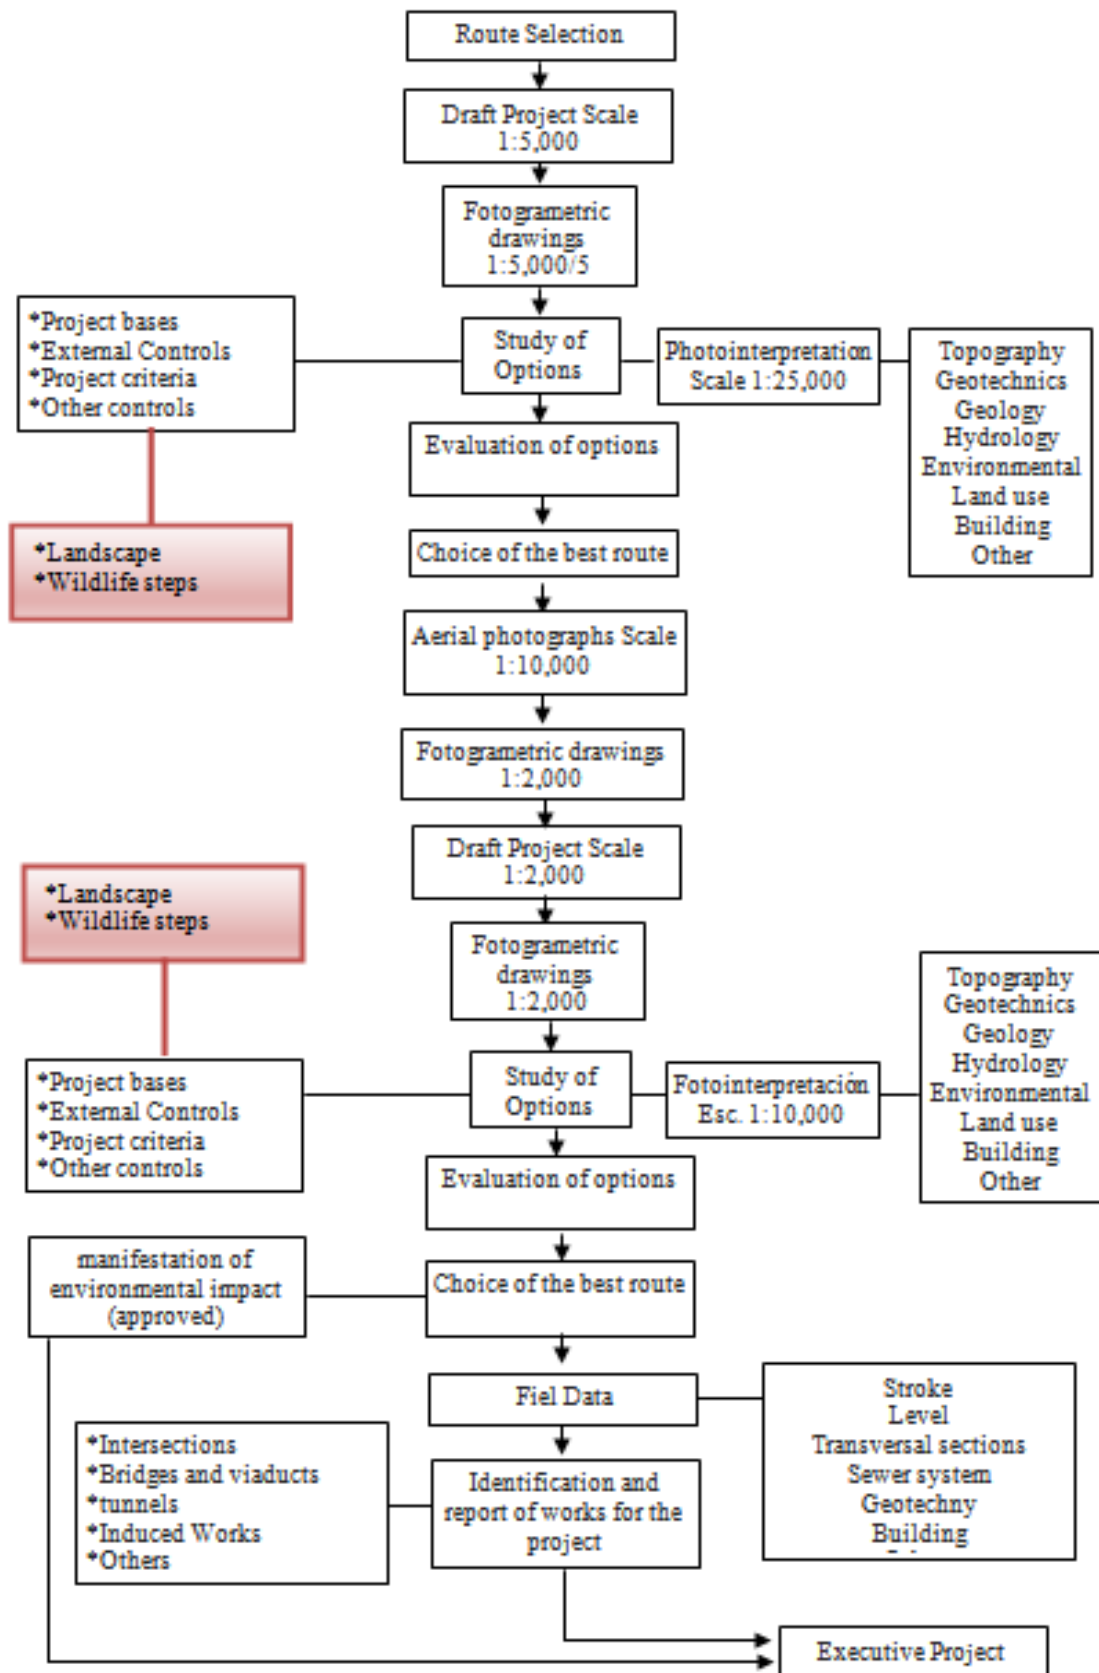 Route Selection
Draft Project Scale
1:5,000
Fotogrametric
drawings
1:5,000/5
*Project bases
*External Controls
*Project criteria
*Other controls
Study of
Options
Photointerpretation
Scale 1:25,000
Topography
Geotechnics
Geology
Hydrology
Environmental
Land use
Building
Other
Evaluation of options
*Landscape
*Wildlife steps
Choice of the best route
Aerial photographs Scale
1:10,000
Fotogrametric drawings
1:2,000
Draft Project Scale
1:2,000
*Landscape
*Wildlife steps
Fotogrametric
drawings
1:2,000
*Project bases
*External Controls
*Project criteria
*Other controls
Study of
Options
Fotointerpretación
Esc. 1:10,000
Topography
Geotechnics
Geology
Hydrology
Environmental
Land use
Building
Other
Evaluation of options
manifestation of
environmental impact
(approved)
Choice of the best route
Fiel Data
Stroke
Level
Transversal sections
Sewer system
Geotechny
Building
*Intersections
*Bridges and viaducts
*tunnels
*Induced Works
*Others
Identification and
report of works for the
project
Executive Project